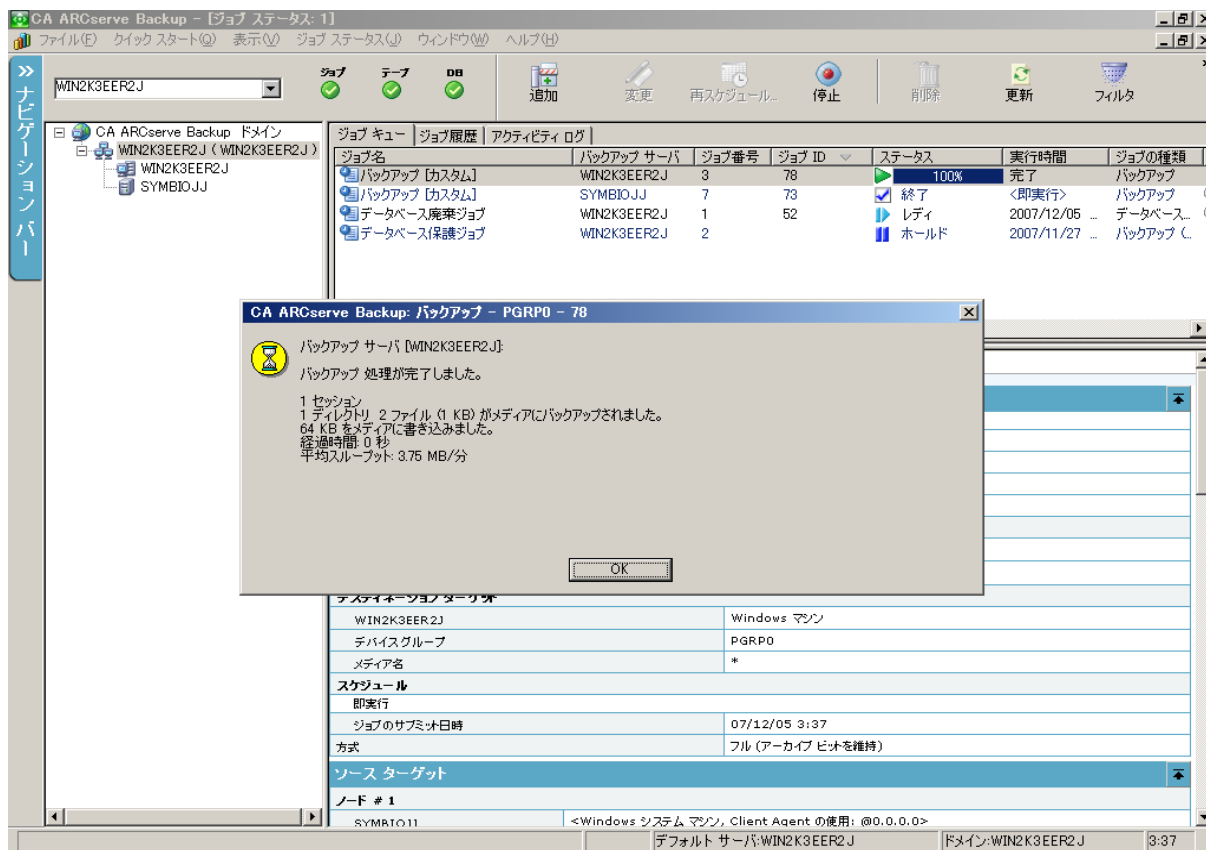 CA ARCserve Backup - [ジョブ ステータス: 1]
ファイル(F) クイック スタート(Q) 表示(V) ジョブ ステータス(J) ウィンドウ(W) ヘルプ(H)
ナビゲーション バー
WIN2K3EER2J
ジョブ テープ DB
追加 変更 再スケジュール... 停止 削除 更新 フィルタ
CA ARCserve Backup ドメイン
WIN2K3EER2J ( WIN2K3EER2J )
WIN2K3EER2J
SYMBIOJJ
ジョブ キュー ジョブ履歴 アクティビティ ログ
ジョブ名 バックアップ サーバ ジョブ番号 ジョブ ID ステータス 実行時間 ジョブの種類
バックアップ [カスタム] WIN2K3EER2J 3 78 100% 完了 バックアップ
バックアップ [カスタム] SYMBIOJJ 7 73 終了 <即実行> バックアップ
データベース廃棄ジョブ WIN2K3EER2J 1 52 レディ 2007/12/05 ... データベース...
データベース保護ジョブ WIN2K3EER2J 2 ホールド 2007/11/27 ... バックアップ (...
CA ARCserve Backup: バックアップ - PGRP0 - 78
バックアップ サーバ [WIN2K3EER2J]:
バックアップ 処理が完了しました。
1 セッション
1 ディレクトリ 2 ファイル (1 KB) がメディアにバックアップされました。
64 KB をメディアに書き込みました。
経過時間: 0 秒
平均スループット: 3.75 MB/分
OK
デスティネーション ターゲット
WIN2K3EER2J Windows マシン
デバイス グループ PGRP0
メディア名 *
スケジュール
即実行
ジョブのサブミット日時 07/12/05 3:37
方式 フル (アーカイブ ビットを維持)
ソース ターゲット
ノード # 1
SYMBIOJJ <Windows システム マシン, Client Agent の使用: @0.0.0.0>
デフォルト サーバ:WIN2K3EER2J ドメイン:WIN2K3EER2J 3:37